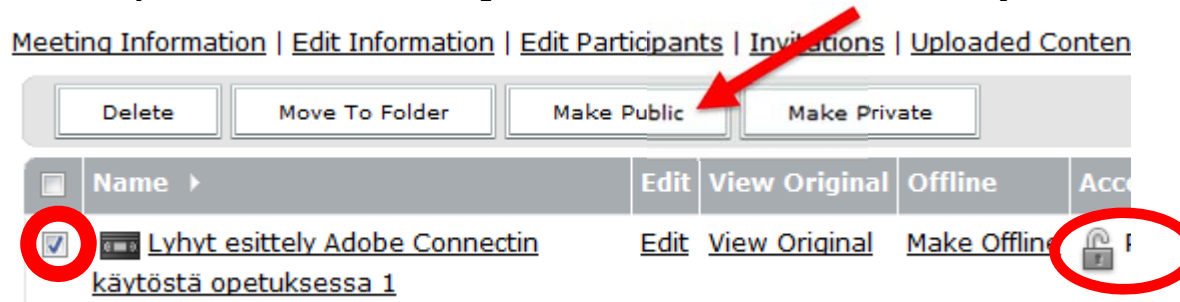 Meeting Information | Edit Information | Edit Participants | Invitations | Uploaded Conten
Delete Move To Folder Make Public Make Private
Name Edit View Original Offline Acce
Lyhyt esittely Adobe Connectin Edit View Original Make Offline
käytöstä opetuksessa 1